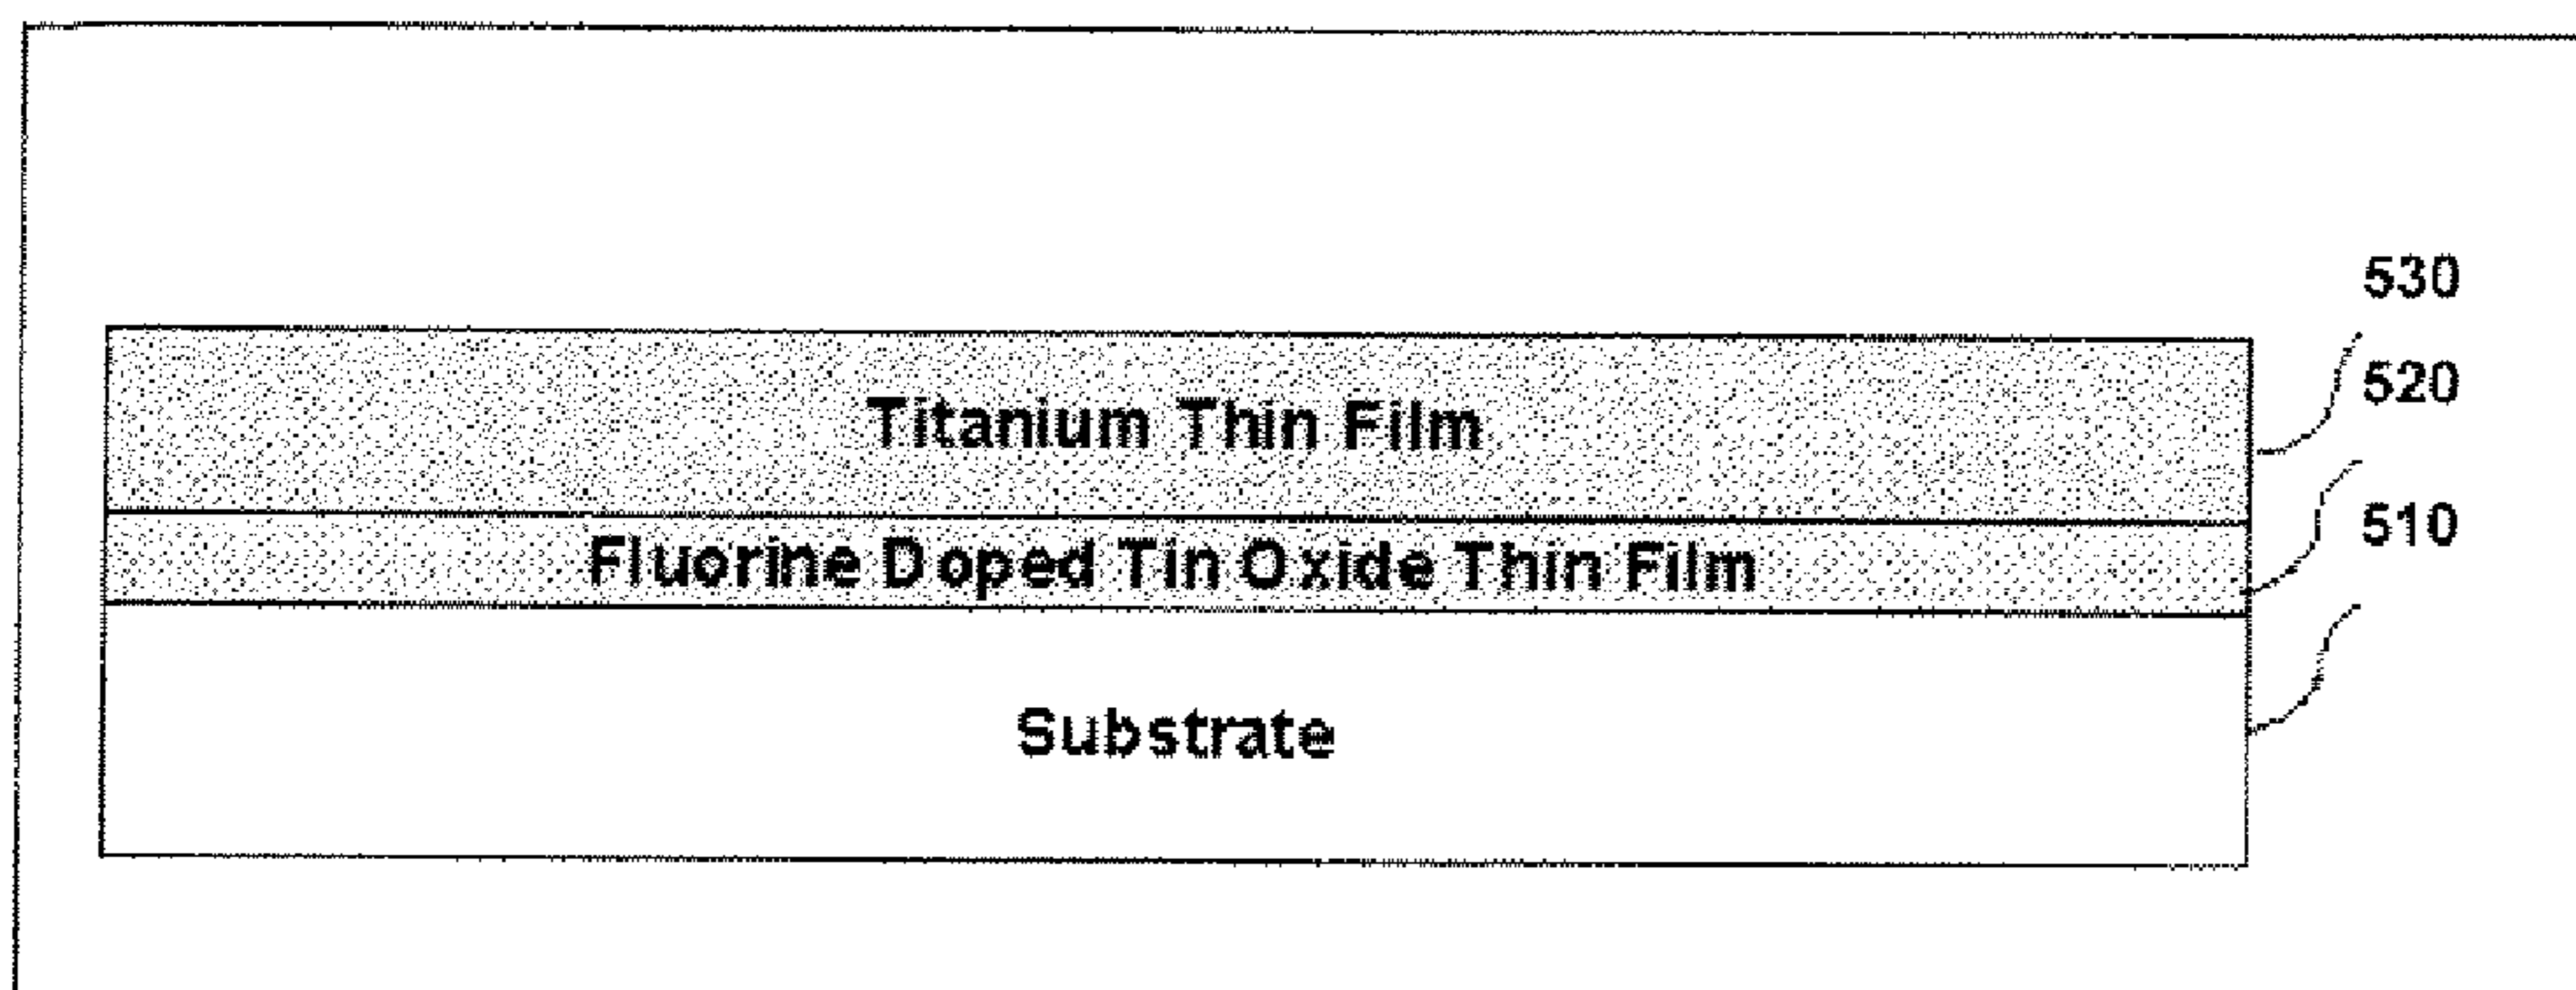 530
520
Titanium Thin Film
510
Fluorine Doped Tin Oxide Thin Film
Substrate